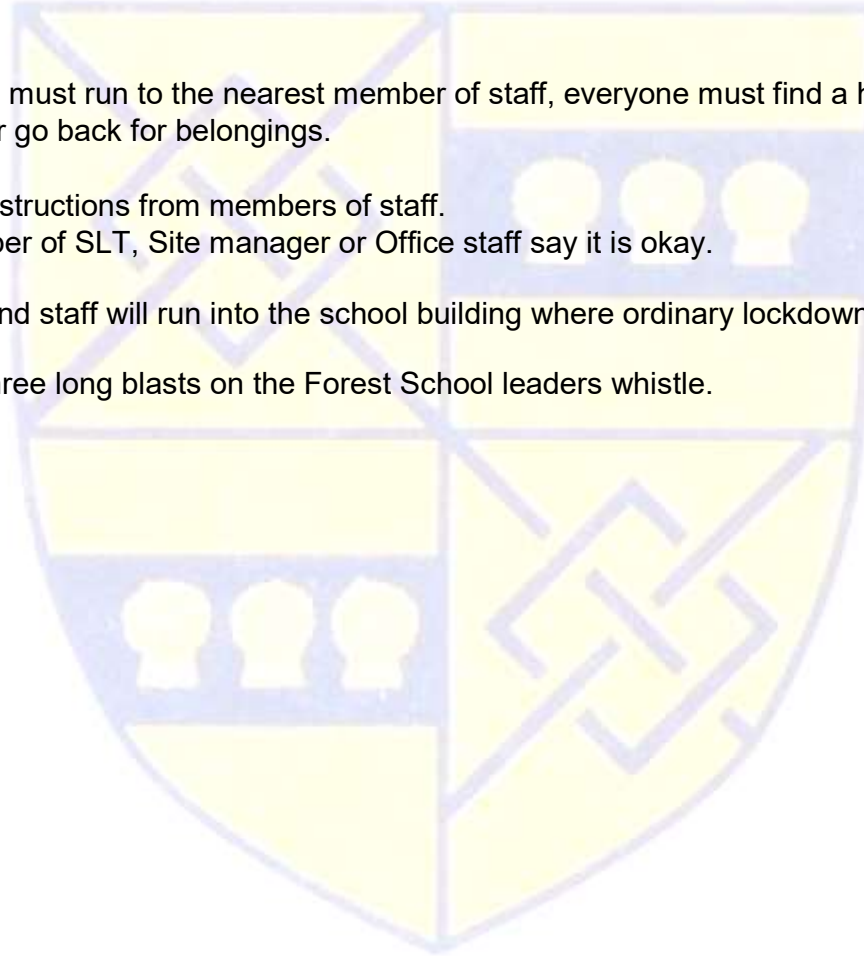 must run to the nearest member of staff, everyone must find a
go back for belongings.
structions from members of staff.
er of SLT, Site manager or Office staff say it is okay.
nd staff will run into the school building where ordinary lockdown
ree long blasts on the Forest School leaders whistle.